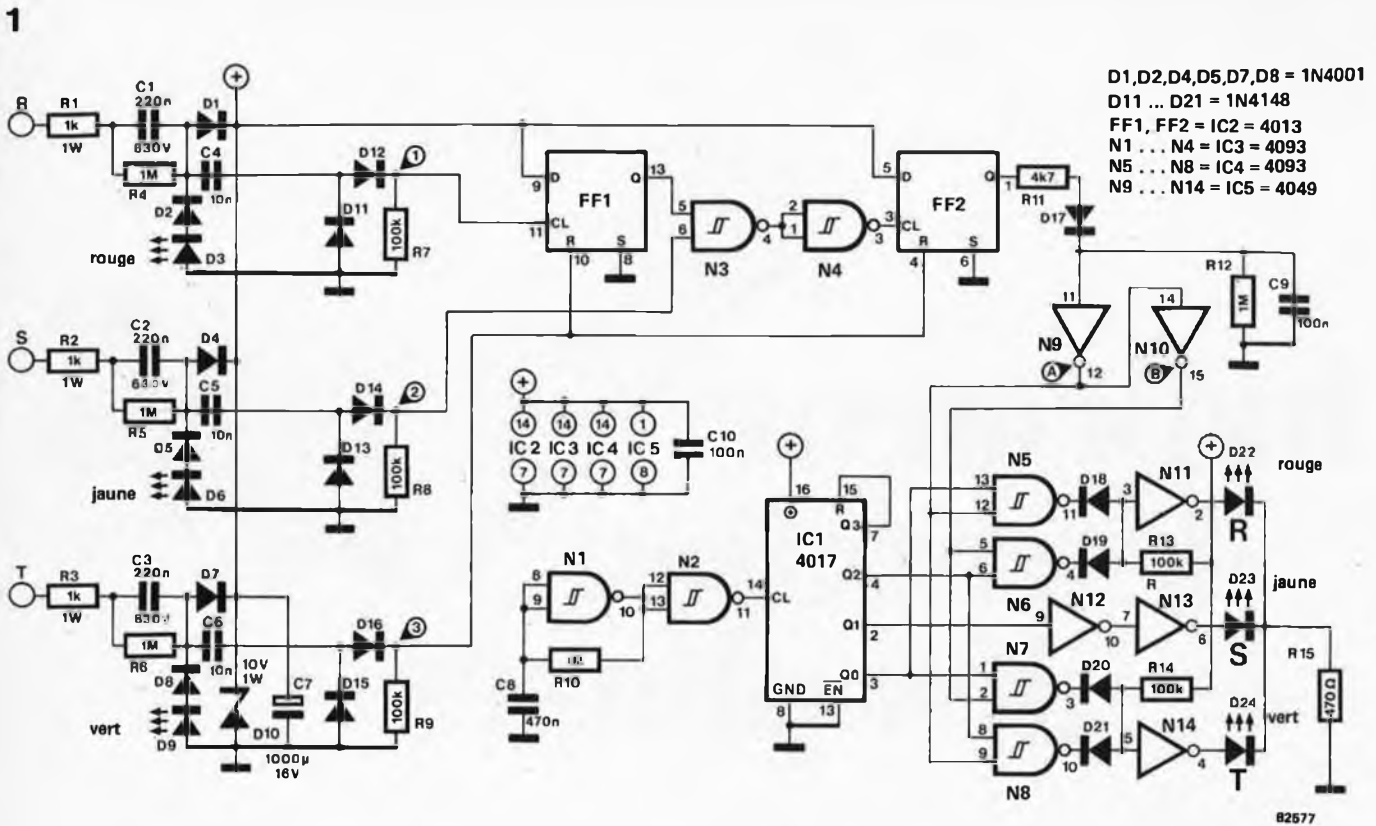 1
D1,D2,D4,D5,D7,D8 = 1N4001
D11 ... D21 = 1N4148
FF1, FF2 = IC2 = 4013
N1 ... N4 = IC3 = 4093
N5 ... N8 = IC4 = 4093
N9 ... N14 = IC5 = 4049
R
R1
1k
1W
C1
220n
630V
D1
R4
1M
C4
10n
D2
D3
rouge
D12
1
D11
R7
100k
S
R2
1k
1W
C2
220n
630V
D4
R5
1M
C5
10n
D5
D6
jaune
D14
2
D13
R8
100k
T
R3
1k
1W
C3
220n
630V
D7
R6
1M
C6
10n
D8
D9
vert
10V
1W
D10
C7
1000µ
16V
D16
3
D15
R9
100k
+
9
D
Q
13
FF1
11
CL
R
S
10
8
5
6
N3
4
2
1
N4
3
5
D
Q
1
FF2
3
CL
R
S
4
6
4k7
R11
D17
R12
1M
C9
100n
11
N9
A
12
14
N10
B
15
+
14
14
14
1
IC2
IC3
IC4
IC5
7
7
7
8
C10
100n
N1
8
9
10
R10
C8
470n
N2
12
13
11
+
16
15
R
Q3
7
IC1
4017
14
CL
Q2
4
Q1
2
Q0
3
GND
EN
8
13
N5
13
12
11
D18
3
N11
2
D22
rouge
R
5
6
4
D19
R13
100k
R
+
N6
9
N12
10
7
N13
6
D23
jaune
S
N7
1
2
3
D20
R14
100k
8
9
10
N8
D21
5
N14
4
D24
vert
T
R15
470Ω
82577